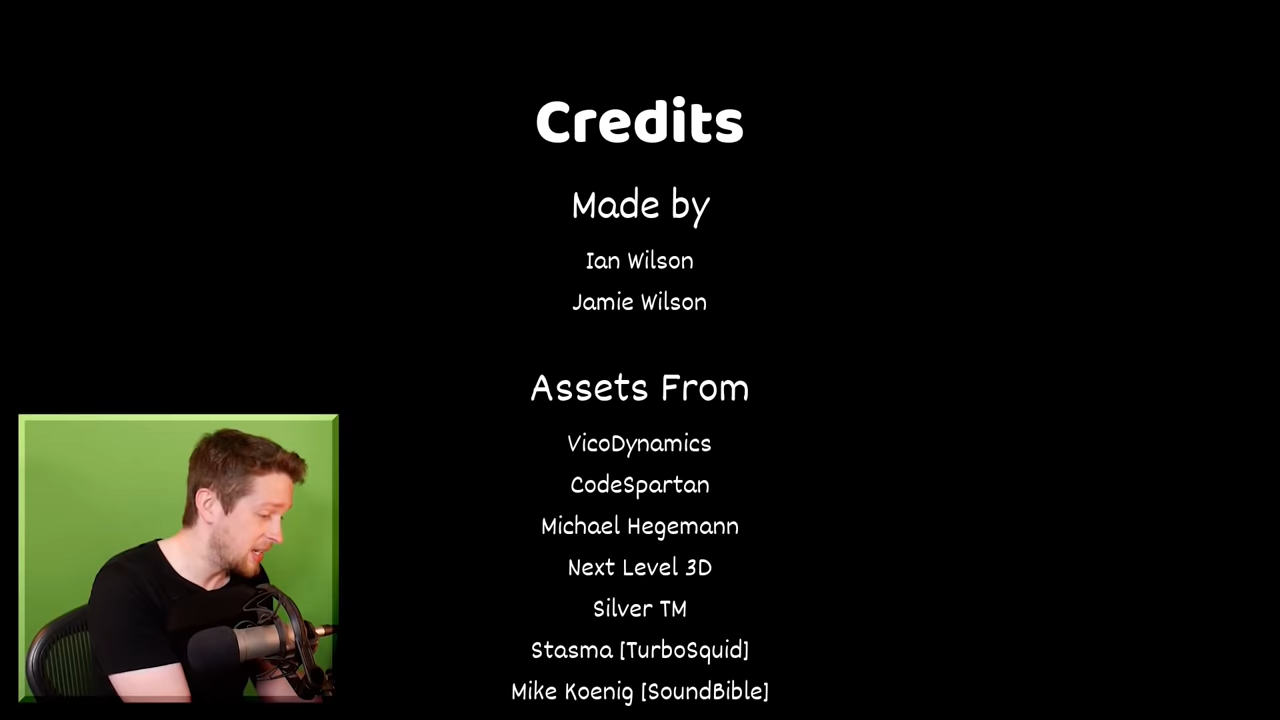 Credits
Made by
Ian Wilson
Jamie Wilson
Assets From
VicoDynamics
CodeSpartan
Michael Hegemann
Next Level 3D
Silver TM
Stasma [TurboSquid]
Mike Koenig [SoundBible]